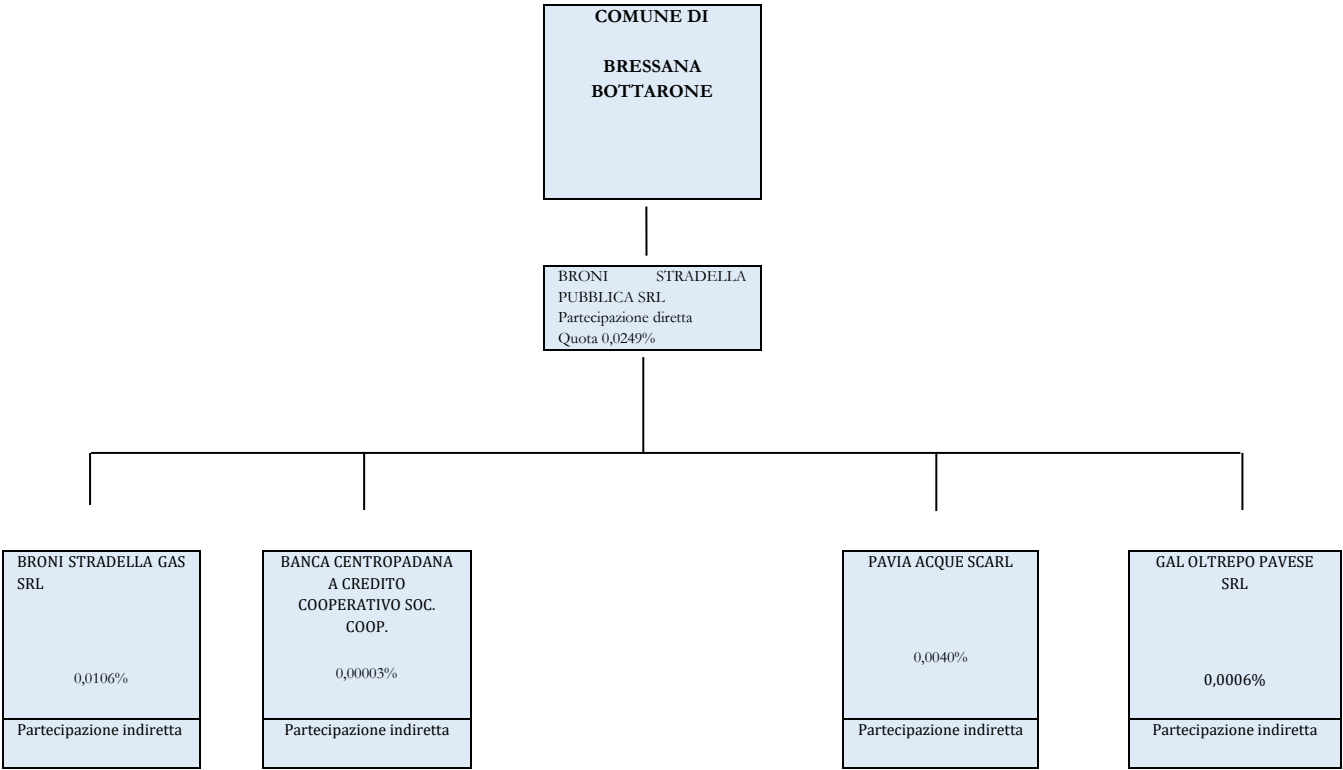 COMUNE DI
BRESSANA
BOTTARONE
BRONI STRADELLA
PUBBLICA SRL
Partecipazione diretta
Quota 0,0249%
BRONI STRADELLA GAS
SRL
0,0106%
Partecipazione indiretta
BANCA CENTROPADANA
A CREDITO
COOPERATIVO SOC.
COOP.
0,00003%
Partecipazione indiretta
PAVIA ACQUE SCARL
0,0040%
Partecipazione indiretta
GAL OLTREPO PAVESE
SRL
0,0006%
Partecipazione indiretta